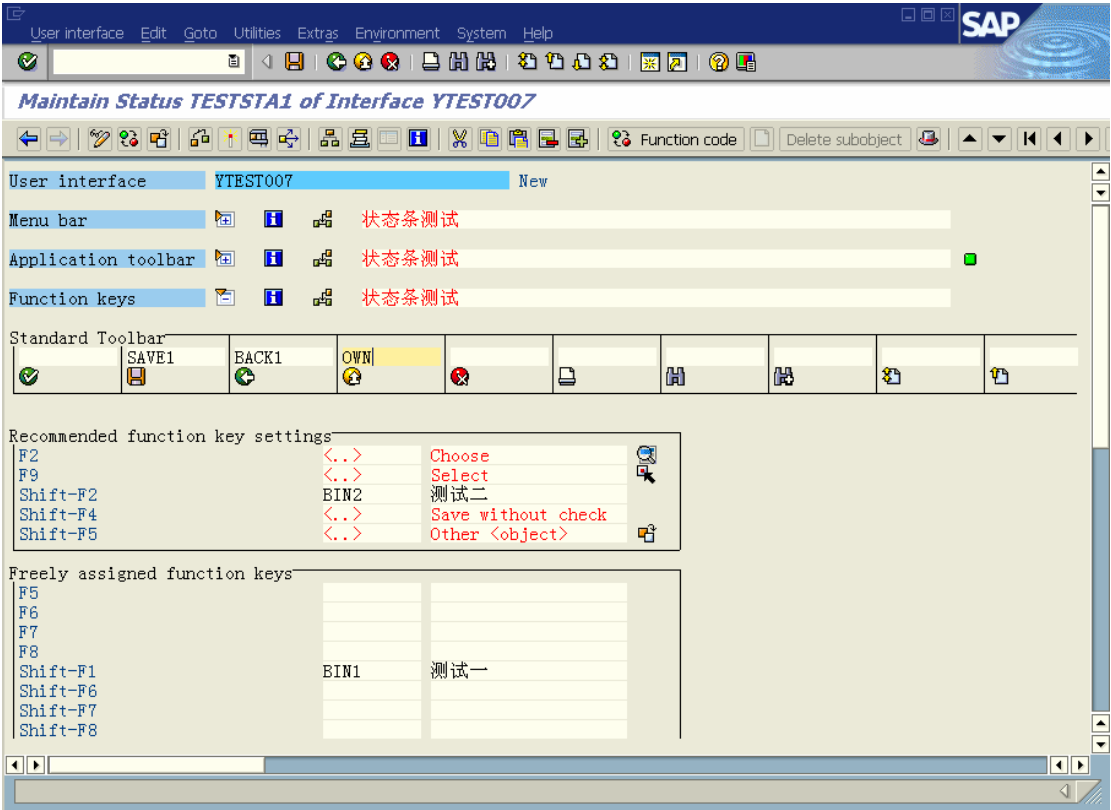 User interface Edit Goto Utilities Extras Environment System Help
SAP
Maintain Status TESTSTA1 of Interface YTEST007
Function code Delete subobject
User interface YTEST007 New
Menu bar 状态条测试
Application toolbar 状态条测试
Function keys 状态条测试
Standard Toolbar
SAVE1 BACK1 OWN
Recommended function key settings
F2 <..> Choose
F9 <..> Select
Shift-F2 BIN2 测试二
Shift-F4 <..> Save without check
Shift-F5 <..> Other <object>
Freely assigned function keys
F5
F6
F7
F8
Shift-F1 BIN1 测试一
Shift-F6
Shift-F7
Shift-F8